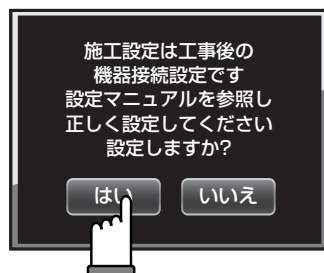 施工設定は工事後の
機器接続設定です
設定マニュアルを参照し
正しく設定してください
設定しますか?
はい いいえ